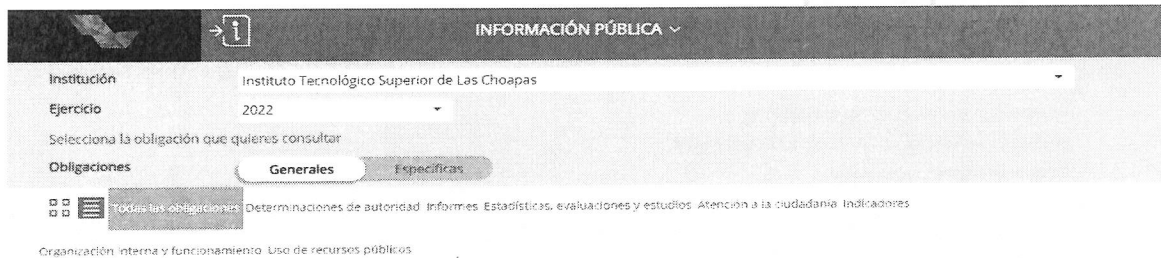 INFORMACIÓN PÚBLICA
Institución Instituto Tecnológico Superior de Las Choapas
Ejercicio 2022
Selecciona la obligación que quieres consultar
Obligaciones Generales Específicas
Todas las obligaciones Determinaciones de autoridad Informes Estadísticas, evaluaciones y estudios Atención a la ciudadanía Indicadores
Organización interna y funcionamiento Uso de recursos públicos